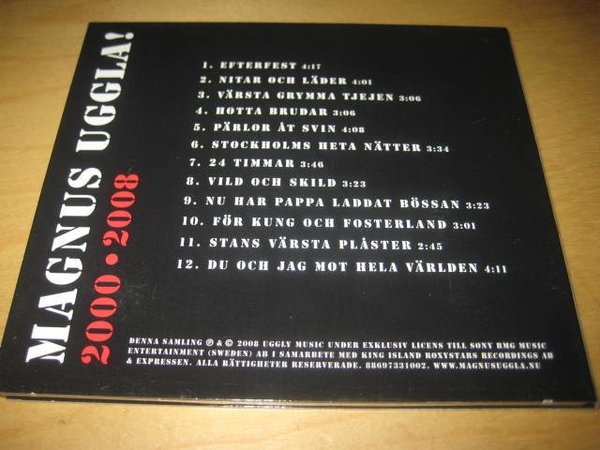 MAGNUS UGGLA!
2000 • 2008
1. EFTERFEST 4:17
2. NITAR OCH LÄDER 4:01
3. VÄRSTA GRYMMA TJEJEN 3:06
4. HOTTA BRUDAR 3:06
5. PÄRLOR ÅT SVIN 4:08
6. STOCKHOLMS HETA NÄTTER 3:34
7. 24 TIMMAR 3:46
8. VILD OCH SKILD 3:23
9. NU HAR PAPPA LADDAT BÖSSAN 3:23
10. FÖR KUNG OCH FOSTERLAND 3:01
11. STANS VÄRSTA PLÅSTER 2:45
12. DU OCH JAG MOT HELA VÄRLDEN 4:11
DENNA SAMLING ℗ & © 2008 UGGLY MUSIC UNDER EXKLUSIV LICENS TILL SONY BMG MUSIC
ENTERTAINMENT (SWEDEN) AB I SAMARBETE MED KING ISLAND ROXYSTARS RECORDINGS AB
& EXPRESSEN. ALLA RÄTTIGHETER RESERVERADE. 88697331002. WWW.MAGNUSUGGLA.NU